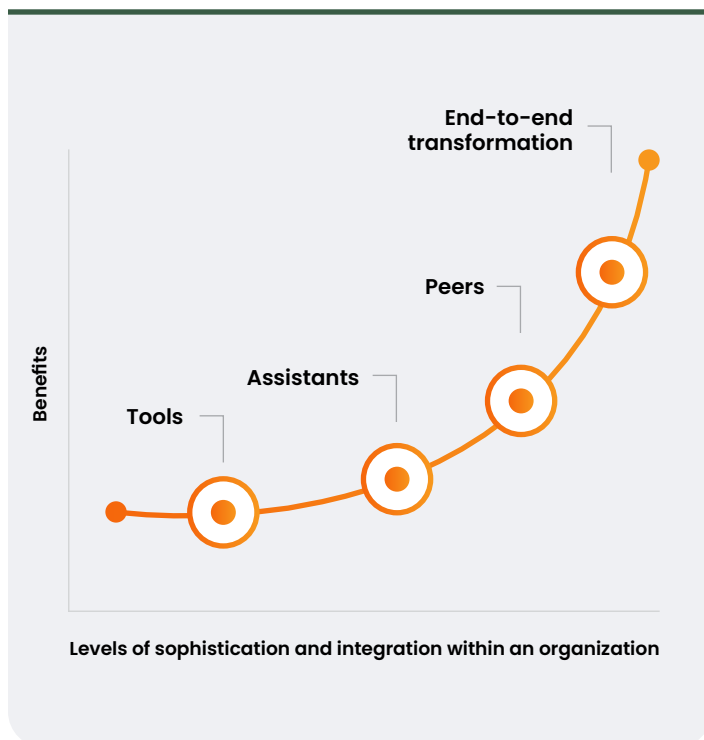 End-to-end
transformation
Peers
Assistants
Tools
Benefits
Levels of sophistication and integration within an organization